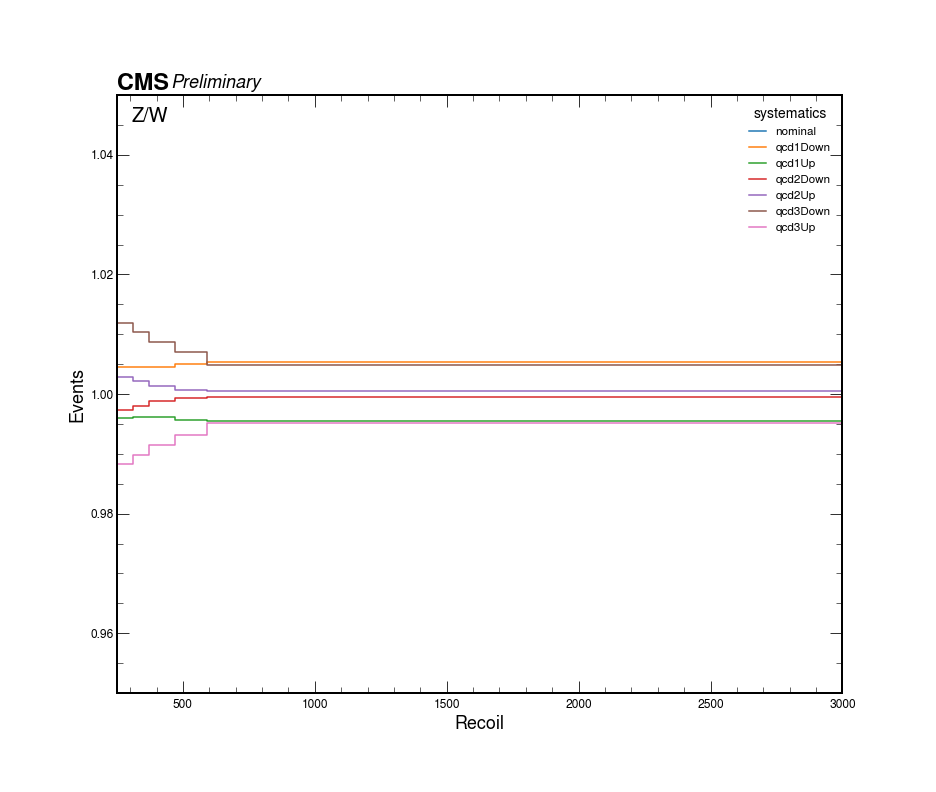 CMS Preliminary
Z/W
systematics
nominal
qcd1Down
qcd1Up
qcd2Down
qcd2Up
qcd3Down
qcd3Up
1.04
1.02
1.00
0.98
0.96
Events
500 1000 1500 2000 2500 3000
Recoil